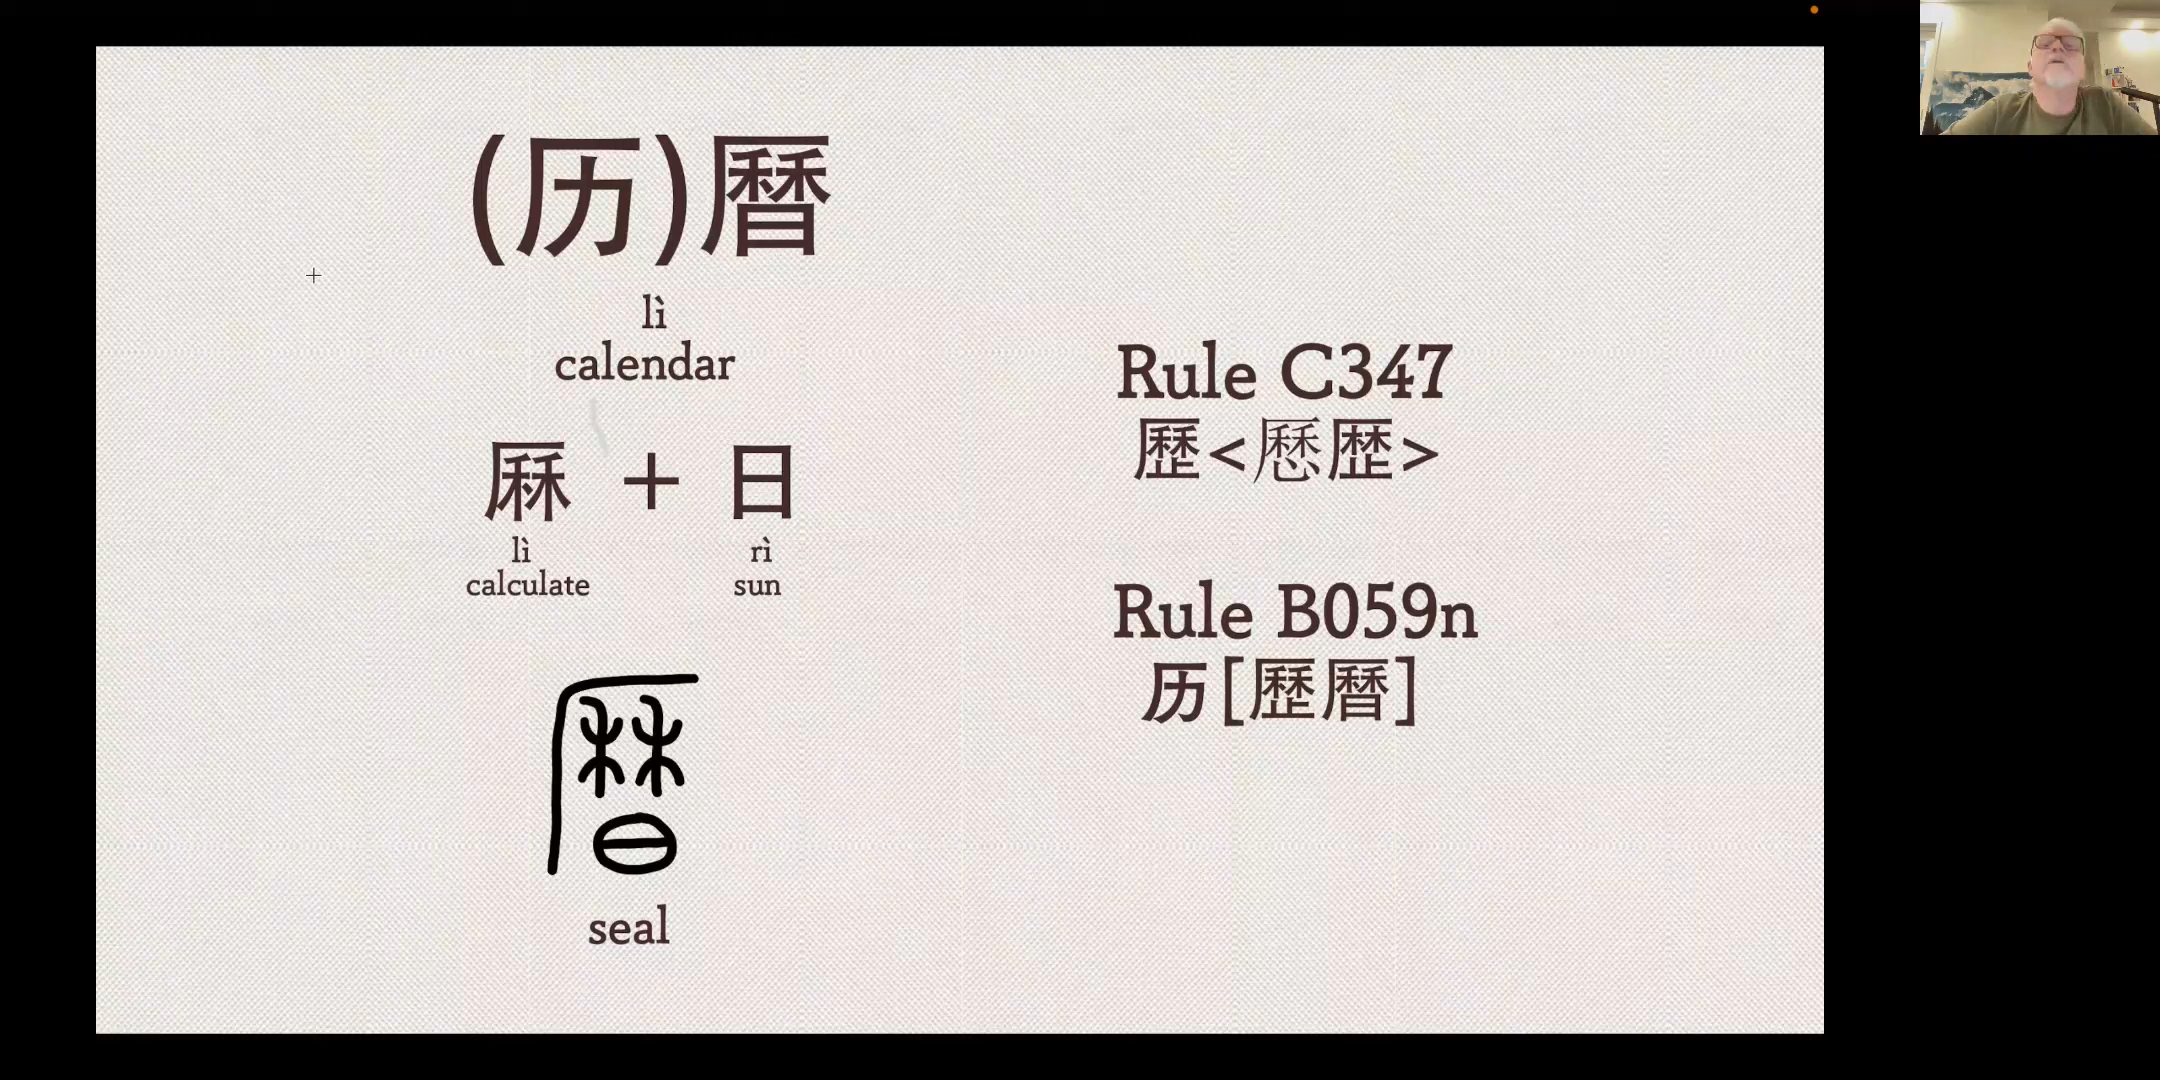 (历)曆
lì
calendar
厤 + 日
lì rì
calculate sun
seal
Rule C347
歷<㦄歴>
Rule B059n
历[歷曆]